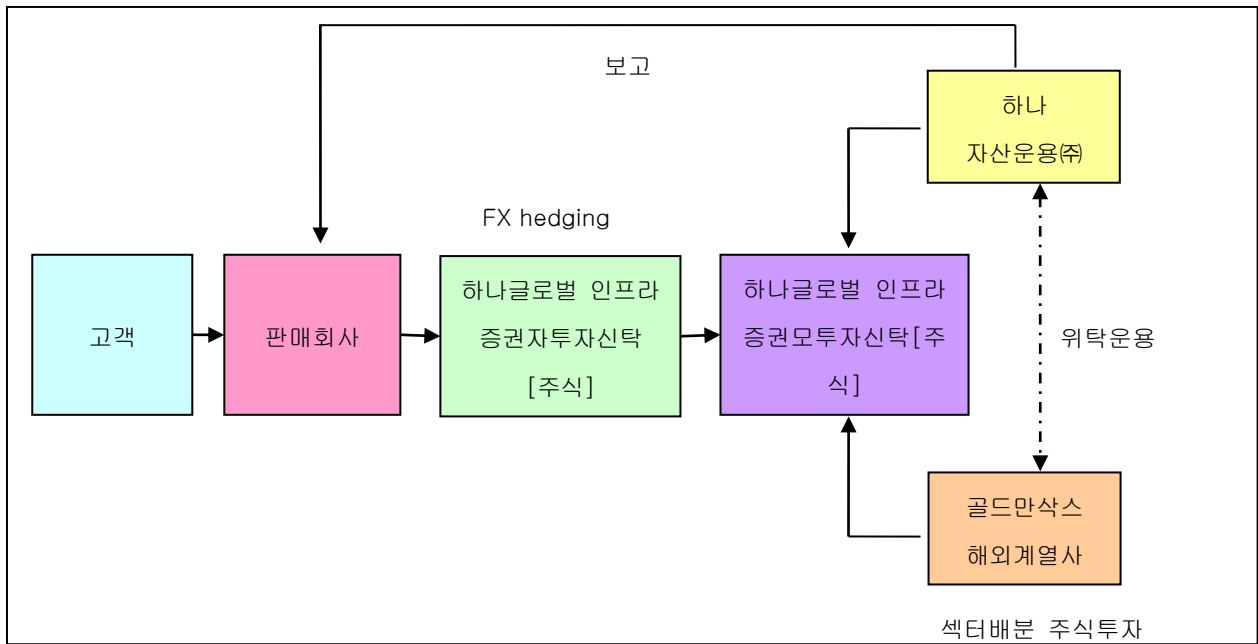 보고
하나
자산운용㈜
FX hedging
고객
판매회사
하나글로벌 인프라
증권자투자신탁
[주식]
하나글로벌 인프라
증권모투자신탁[주
식]
위탁운용
골드만삭스
해외계열사
섹터배분 주식투자